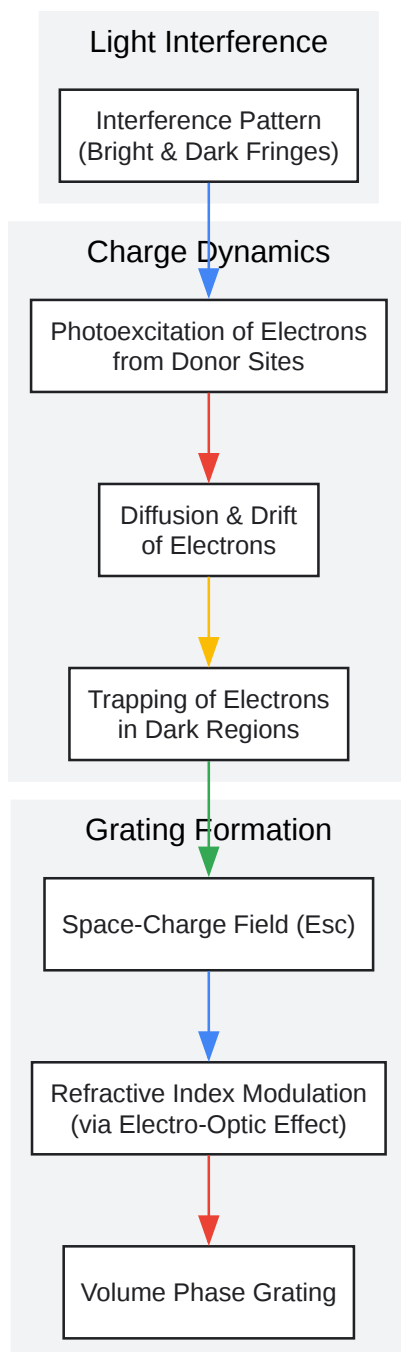 Light Interference
Interference Pattern
(Bright & Dark Fringes)
Charge Dynamics
Photoexcitation of Electrons
from Donor Sites
Diffusion & Drift
of Electrons
Trapping of Electrons
in Dark Regions
Grating Formation
Space-Charge Field (Esc)
Refractive Index Modulation
(via Electro-Optic Effect)
Volume Phase Grating